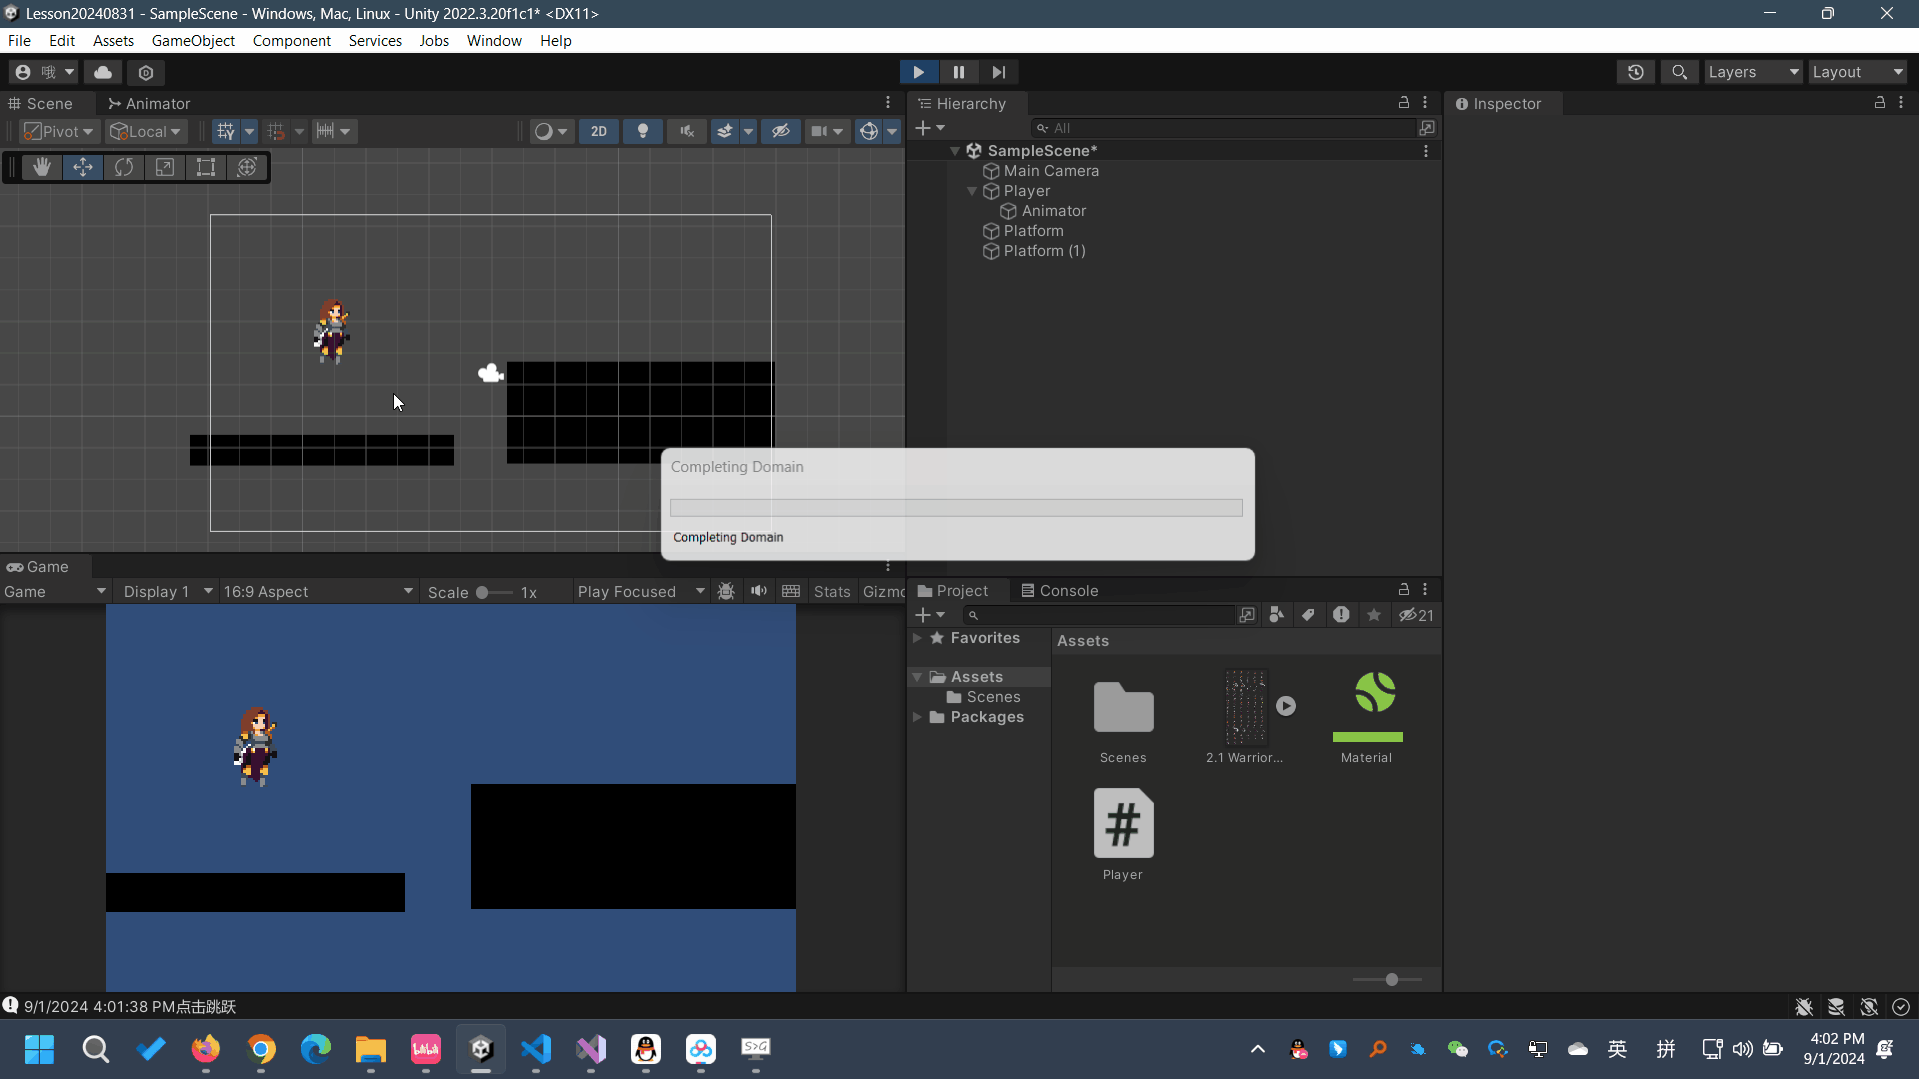 Lesson20240831 - SampleScene - Windows, Mac, Linux - Unity 2022.3.20f1c1* <DX11>
File Edit Assets GameObject Component Services Jobs Window Help
哦
Layers
Layout
Scene
Animator
Pivot
Local
2D
Hierarchy
All
SampleScene*
Main Camera
Player
Animator
Platform
Platform (1)
Inspector
Completing Domain
Completing Domain
Game
Game
Display 1
16:9 Aspect
Scale
1x
Play Focused
Stats
Gizmo
Project
Console
21
Favorites
Assets
Scenes
Packages
Assets
Scenes
2.1 Warrior...
Material
Player
9/1/2024 4:01:38 PM点击跳跃
bilibili
英
拼
4:02 PM
9/1/2024